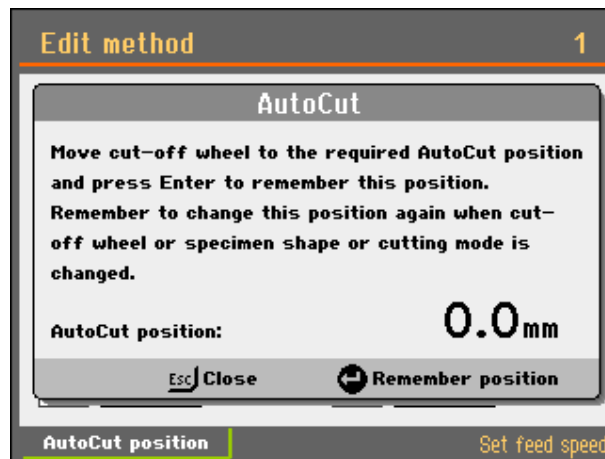 Edit method 1
AutoCut
Move cut-off wheel to the required AutoCut position
and press Enter to remember this position.
Remember to change this position again when cut-
off wheel or specimen shape or cutting mode is
changed.
AutoCut position: 0.0mm
Esc Close Remember position
AutoCut position Set feed speed